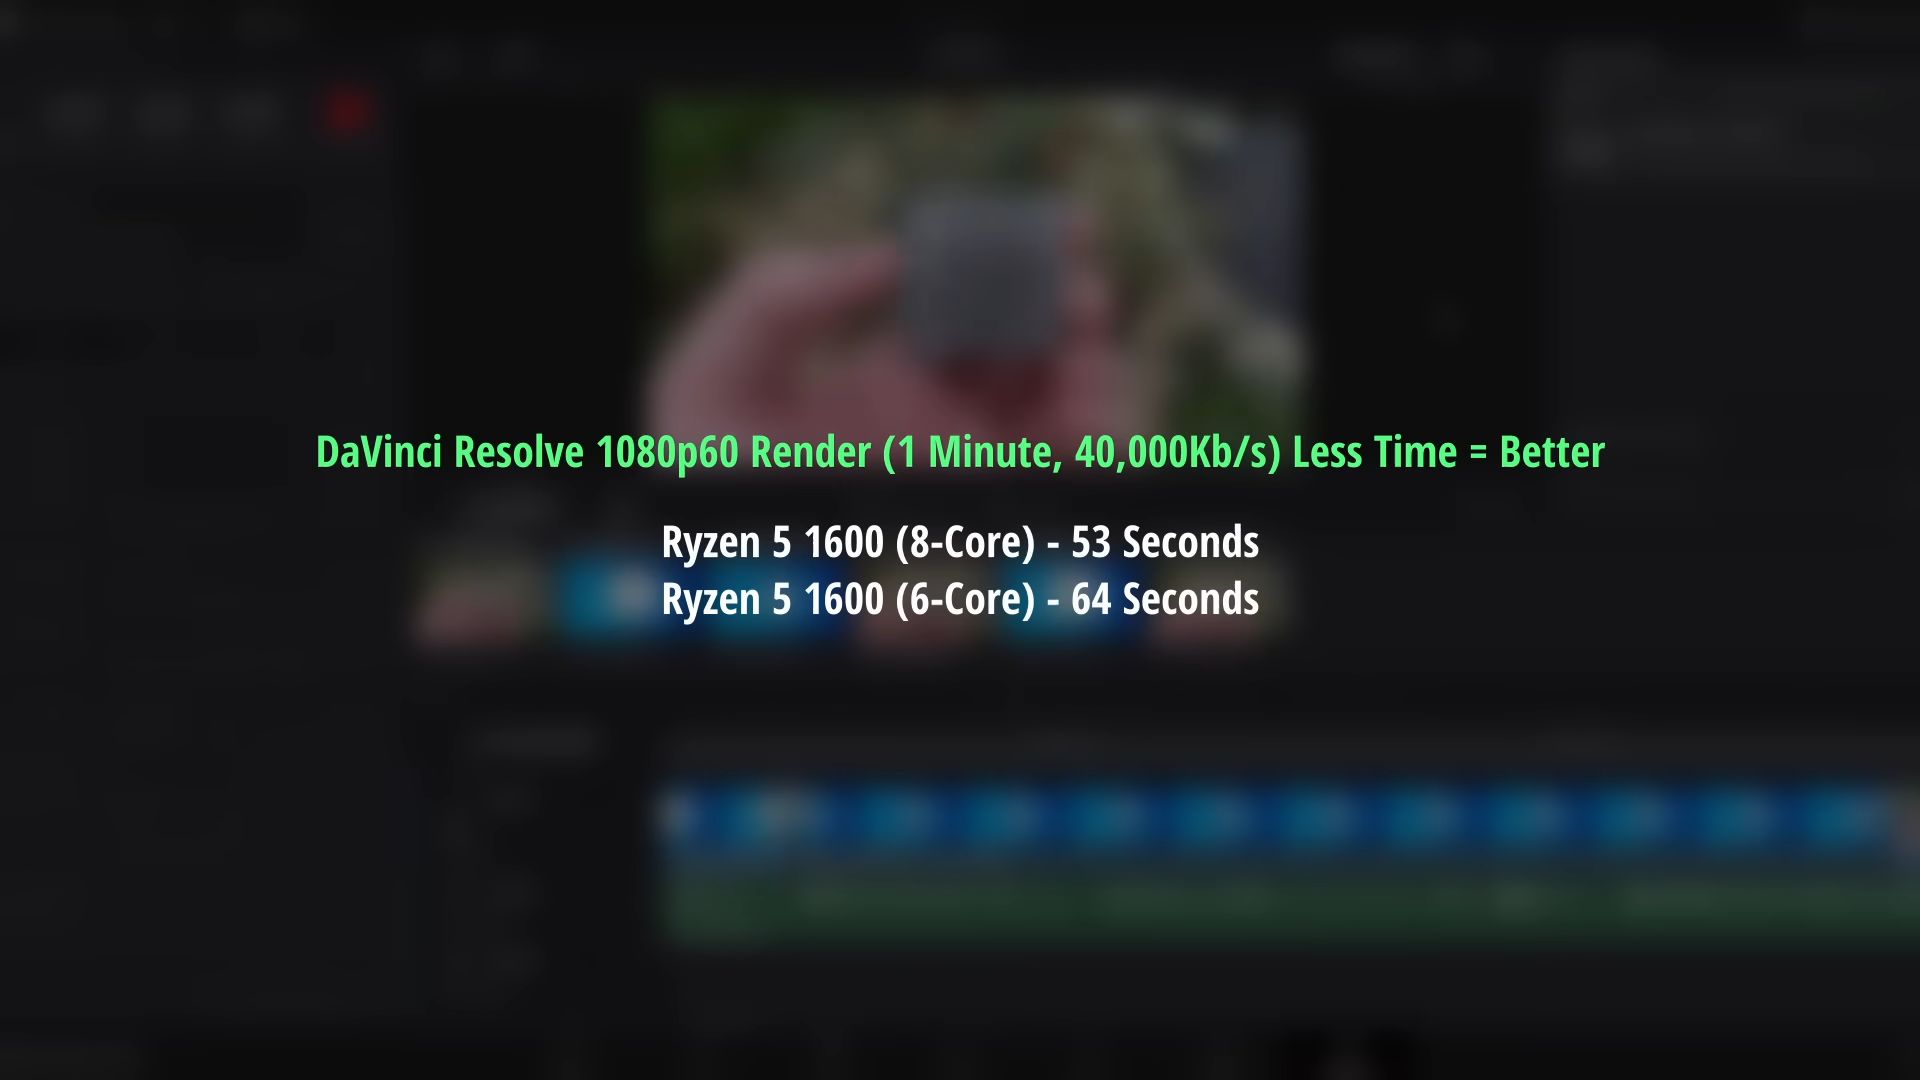 DaVinci Resolve 1080p60 Render (1 Minute, 40,000Kb/s) Less Time = Better
Ryzen 5 1600 (8-Core) - 53 Seconds
Ryzen 5 1600 (6-Core) - 64 Seconds